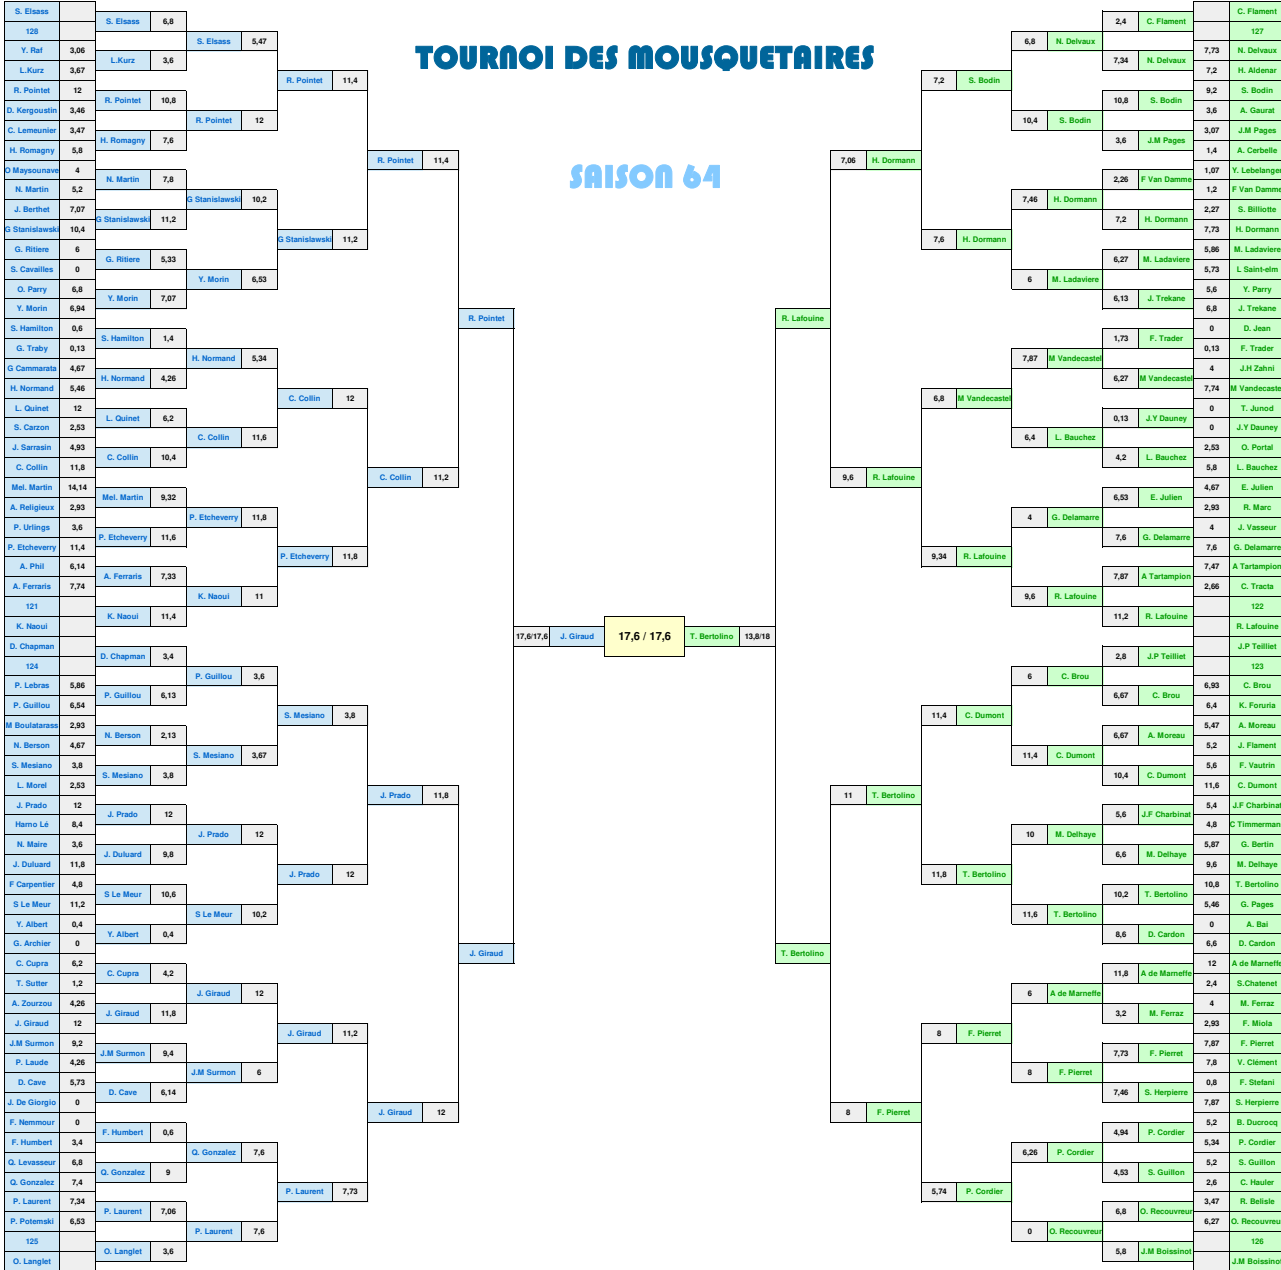 TOURNOI DES MOUSQUETAIRES
SAISON 64
S. Elsass
128
Y. Raf 3,06
L.Kurz 3,67
R. Pointet 12
D. Kergoustin 3,46
C. Lemeunier 3,47
H. Romagny 5,8
O Maysounave 4
N. Martin 5,2
J. Berthet 7,07
G Stanislawski 10,4
G. Ritiere 6
S. Cavailles 0
O. Parry 6,8
Y. Morin 6,94
S. Hamilton 0,6
G. Traby 0,13
G Cammarata 4,67
H. Normand 5,46
L. Quinet 12
S. Carzon 2,53
J. Sarrasin 4,93
C. Collin 11,8
Mel. Martin 14,14
A. Religieux 2,93
P. Urlings 3,6
P. Etcheverry 11,4
A. Phil 6,14
A. Ferraris 7,74
121
K. Naoui
D. Chapman
124
P. Lebras 5,86
P. Guillou 6,54
M Boulatarass 2,93
N. Berson 4,67
S. Mesiano 3,8
L. Morel 2,53
J. Prado 12
Harno Lé 8,4
N. Maire 3,6
J. Duluard 11,8
F Carpentier 4,8
S Le Meur 11,2
Y. Albert 0,4
G. Archier 0
C. Cupra 6,2
T. Sutter 1,2
A. Zourzou 4,26
J. Giraud 12
J.M Surmon 9,2
P. Laude 4,26
D. Cave 5,73
J. De Giorgio 0
F. Nemmour 0
F. Humbert 3,4
Q. Levasseur 6,8
Q. Gonzalez 7,4
P. Laurent 7,34
P. Potemski 6,53
125
O. Langlet
S. Elsass 6,8
L.Kurz 3,6
R. Pointet 10,8
H. Romagny 7,6
N. Martin 7,8
G Stanislawski 11,2
G. Ritiere 5,33
Y. Morin 7,07
S. Hamilton 1,4
H. Normand 4,26
L. Quinet 6,2
C. Collin 10,4
Mel. Martin 9,32
P. Etcheverry 11,6
A. Ferraris 7,33
K. Naoui 11,4
D. Chapman 3,4
P. Guillou 6,13
N. Berson 2,13
S. Mesiano 3,8
J. Prado 12
J. Duluard 9,8
S Le Meur 10,6
Y. Albert 0,4
C. Cupra 4,2
J. Giraud 11,8
J.M Surmon 9,4
D. Cave 6,14
F. Humbert 0,6
Q. Gonzalez 9
P. Laurent 7,06
O. Langlet 3,6
S. Elsass 5,47
R. Pointet 12
G Stanislawski 10,2
Y. Morin 6,53
H. Normand 5,34
C. Collin 11,6
P. Etcheverry 11,8
K. Naoui 11
P. Guillou 3,6
S. Mesiano 3,67
J. Prado 12
S Le Meur 10,2
J. Giraud 12
J.M Surmon 6
Q. Gonzalez 7,6
P. Laurent 7,6
R. Pointet 11,4
G Stanislawski 11,2
C. Collin 12
P. Etcheverry 11,8
S. Mesiano 3,8
J. Prado 12
J. Giraud 11,2
P. Laurent 7,73
R. Pointet 11,4
C. Collin 11,2
J. Prado 11,8
J. Giraud 12
R. Pointet
J. Giraud
17,6/17,6 J. Giraud 17,6 / 17,6 T. Bertolino 13,8/18
R. Lafouine
T. Bertolino
7,06 H. Dormann
9,6 R. Lafouine
11 T. Bertolino
8 F. Pierret
7,2 S. Bodin
7,6 H. Dormann
6,8 M Vandecastel
9,34 R. Lafouine
11,4 C. Dumont
11,8 T. Bertolino
8 F. Pierret
5,74 P. Cordier
6,8 N. Delvaux
10,4 S. Bodin
7,46 H. Dormann
6 M. Ladaviere
7,87 M Vandecastel
6,4 L. Bauchez
4 G. Delamarre
9,6 R. Lafouine
6 C. Brou
11,4 C. Dumont
10 M. Delhaye
11,6 T. Bertolino
6 A de Marneffe
8 F. Pierret
6,26 P. Cordier
0 O. Recouvreur
2,4 C. Flament
7,34 N. Delvaux
10,8 S. Bodin
3,6 J.M Pages
2,26 F Van Damme
7,2 H. Dormann
6,27 M. Ladaviere
6,13 J. Trekane
1,73 F. Trader
6,27 M Vandecastel
0,13 J.Y Dauney
4,2 L. Bauchez
6,53 E. Julien
7,6 G. Delamarre
7,87 A Tartampion
11,2 R. Lafouine
2,8 J.P Teilliet
6,67 C. Brou
6,67 A. Moreau
10,4 C. Dumont
5,6 J.F Charbinat
6,6 M. Delhaye
10,2 T. Bertolino
8,6 D. Cardon
11,8 A de Marneffe
3,2 M. Ferraz
7,73 F. Pierret
7,46 S. Herpierre
4,94 P. Cordier
4,53 S. Guillon
6,8 O. Recouvreur
5,8 J.M Boissinot
C. Flament
127
7,73 N. Delvaux
7,2 H. Aldenar
9,2 S. Bodin
3,6 A. Gaurat
3,07 J.M Pages
1,4 A. Cerbelle
1,07 Y. Lebelanger
1,2 F Van Damme
2,27 S. Billiotte
7,73 H. Dormann
5,86 M. Ladaviere
5,73 L Saint-elm
5,6 Y. Parry
6,8 J. Trekane
0 D. Jean
0,13 F. Trader
4 J.H Zahni
7,74 M Vandecaste
0 T. Junod
0 J.Y Dauney
2,53 O. Portal
5,8 L. Bauchez
4,67 E. Julien
2,93 R. Marc
4 J. Vasseur
7,6 G. Delamarre
7,47 A Tartampion
2,66 C. Tracta
122
R. Lafouine
J.P Teilliet
123
6,93 C. Brou
6,4 K. Foruria
5,47 A. Moreau
5,2 J. Flament
5,6 F. Vautrin
11,6 C. Dumont
5,4 J.F Charbinat
4,8 C Timmerman
5,87 G. Bertin
9,6 M. Delhaye
10,8 T. Bertolino
5,46 G. Pages
0 A. Bai
6,6 D. Cardon
12 A de Marneffe
2,4 S.Chatenet
4 M. Ferraz
2,93 F. Miola
7,87 F. Pierret
7,8 V. Clément
0,8 F. Stefani
7,87 S. Herpierre
5,2 B. Ducrocq
5,34 P. Cordier
5,2 S. Guillon
2,6 C. Hauler
3,47 R. Belisle
6,27 O. Recouvreu
126
J.M Boissinot